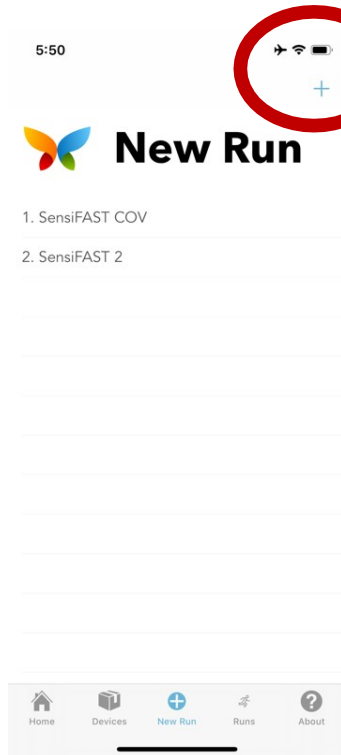 5:50
New Run
1. SensiFAST COV
2. SensiFAST 2
Home Devices New Run Runs About